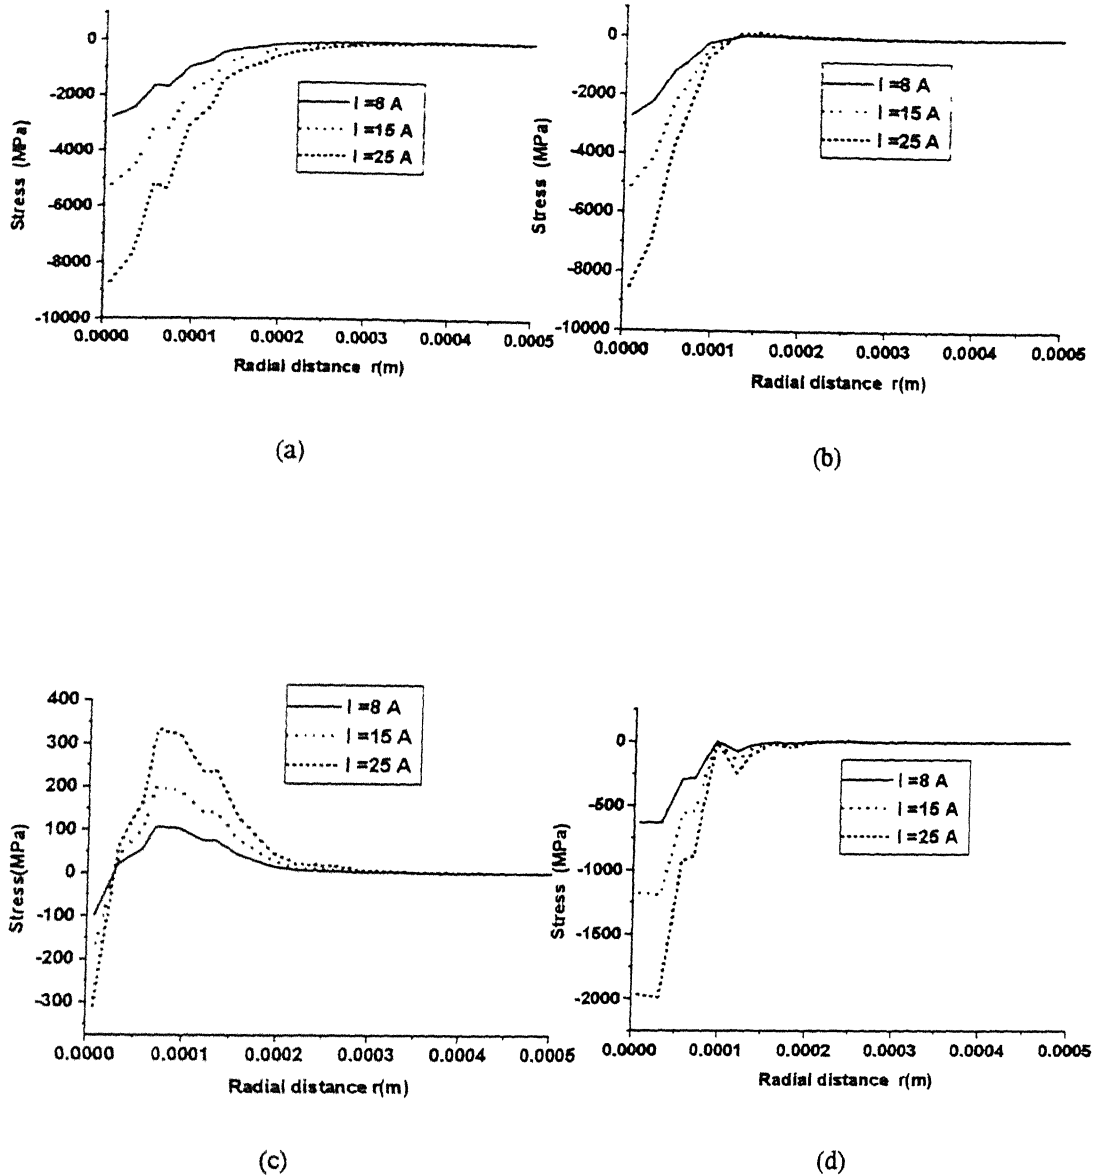 0
-2000
-4000
-6000
-8000
-10000
Stress (MPa)
I =8 A
I =15 A
I =25 A
0.0000 0.0001 0.0002 0.0003 0.0004 0.0005
Radial distance r(m)
(a)
0
-2000
-4000
-6000
-8000
-10000
Stress (MPa)
I =8 A
I =15 A
I =25 A
0.0000 0.0001 0.0002 0.0003 0.0004 0.0005
Radial distance r(m)
(b)
400
300
200
100
0
-100
-200
-300
Stress(MPa)
I =8 A
I =15 A
I =25 A
0.0000 0.0001 0.0002 0.0003 0.0004 0.0005
Radial distance r(m)
(c)
0
-500
-1000
-1500
-2000
Stress (MPa)
I =8 A
I =15 A
I =25 A
0.0000 0.0001 0.0002 0.0003 0.0004 0.0005
Radial distance r(m)
(d)